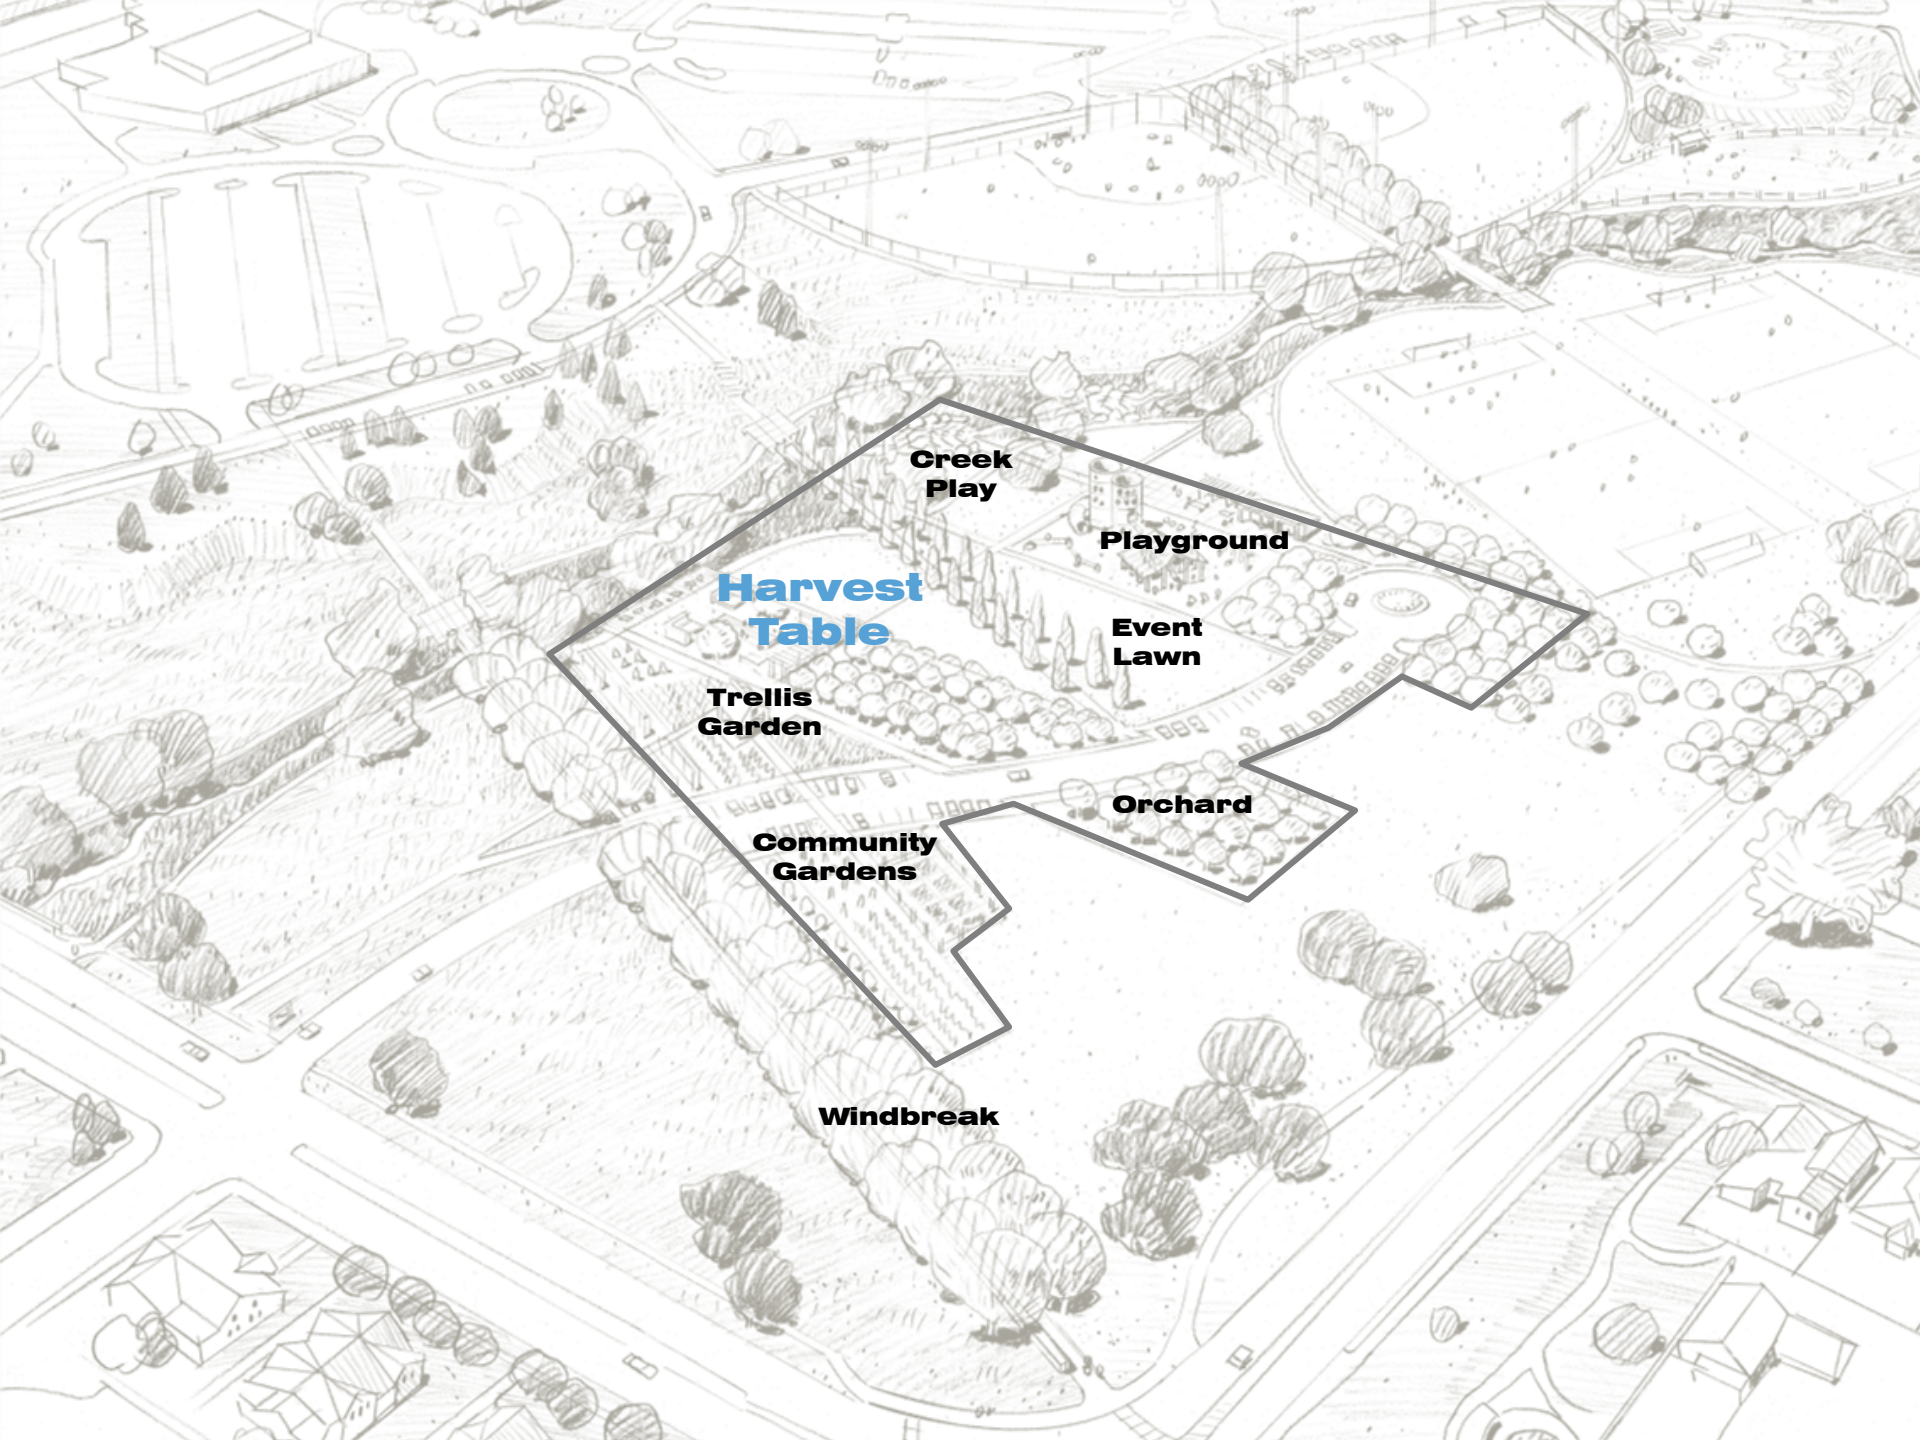 Creek
Play
Playground
Harvest
Table
Event
Lawn
Trellis
Garden
Orchard
Community
Gardens
Windbreak